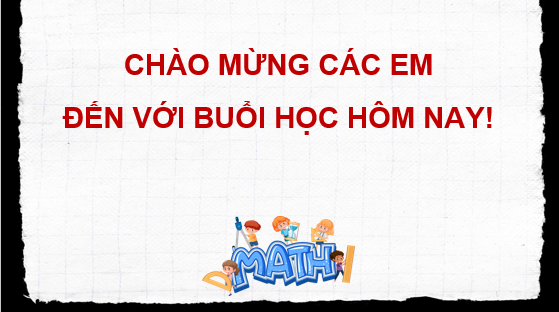 CHÀO MỪNG CÁC EM
ĐẾN VỚI BUỔI HỌC HÔM NAY!
MATH